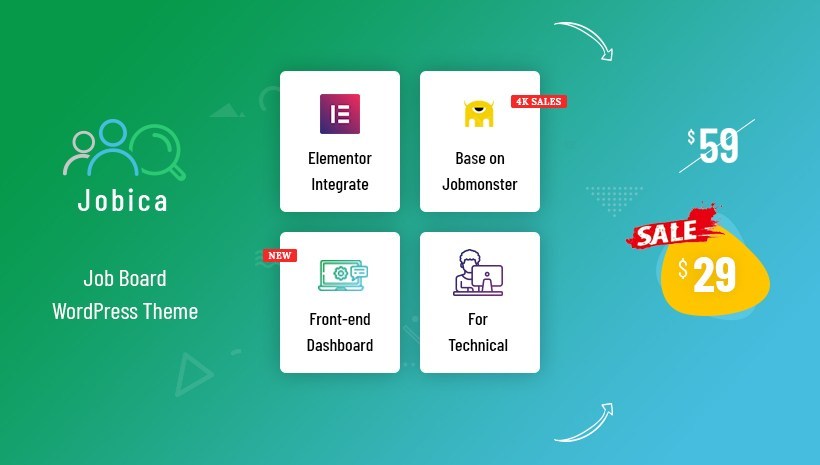 Jobica
Job Board
WordPress Theme
Elementor
Integrate
4K SALES
Base on
Jobmonster
NEW
Front-end
Dashboard
For
Technical
$59
SALE
$29